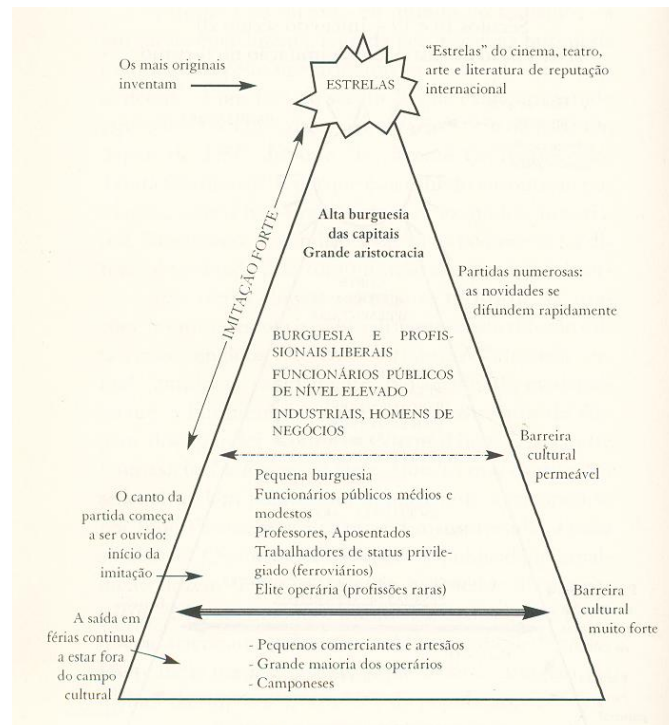 Os mais originais
inventam
ESTRELAS
“Estrelas” do cinema, teatro,
arte e literatura de reputação
internacional
IMITAÇÃO FORTE
Alta burguesia
das capitais
Grande aristocracia
Partidas numerosas:
as novidades se
difundem rapidamente
BURGUESIA E PROFIS-
SIONAIS LIBERAIS
FUNCIONÁRIOS PÚBLICOS
DE NÍVEL ELEVADO
INDUSTRIAIS, HOMENS DE
NEGÓCIOS
Barreira
cultural
permeável
Pequena burguesia
Funcionários públicos médios e
modestos
Professores, Aposentados
Trabalhadores de status privile-
giado (ferroviários)
Elite operária (profissões raras)
O canto da
partida começa
a ser ouvido:
início da
imitação
Barreira
cultural
muito forte
A saída em
férias continua
a estar fora
do campo
cultural
- Pequenos comerciantes e artesãos
- Grande maioria dos operários
- Camponeses